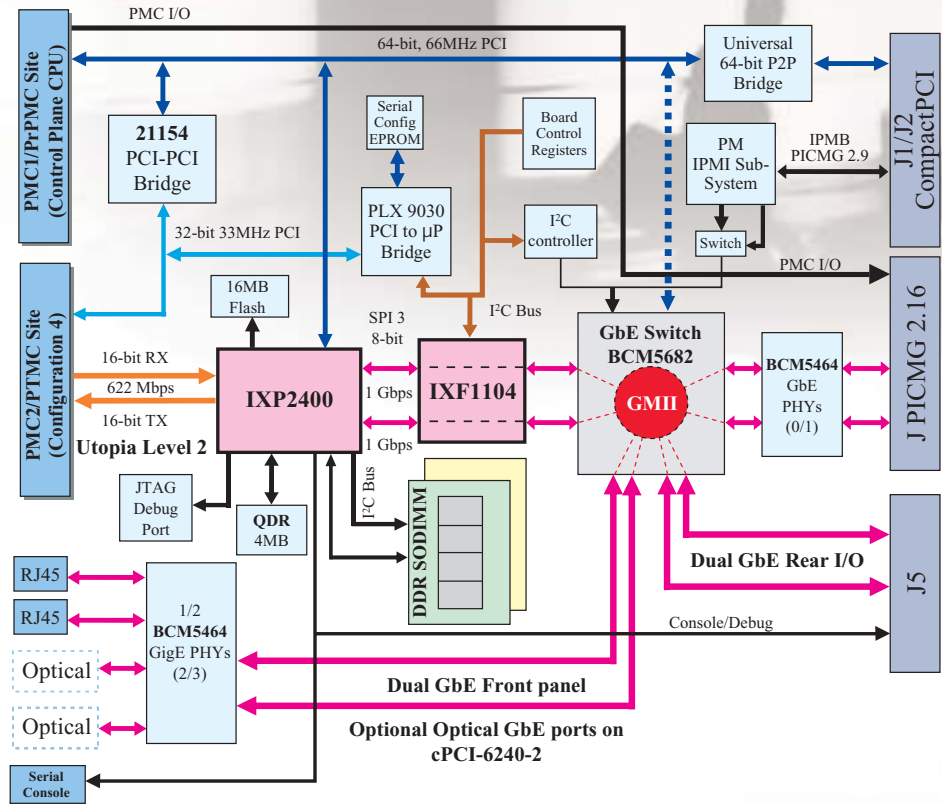 PMC I/O
64-bit, 66MHz PCI
PMC1/PrPMC Site
(Control Plane CPU)
21154
PCI-PCI
Bridge
Serial
Config
EPROM
Board
Control
Registers
Universal
64-bit P2P
Bridge
J1/J2
CompactPCI
PM
IPMI Sub-
System
IPMB
PICMG 2.9
PLX 9030
PCI to µP
Bridge
I²C
controller
Switch
32-bit 33MHz PCI
PMC I/O
16MB
Flash
SPI 3
8-bit
I²C Bus
GbE Switch
BCM5682
GMII
J PICMG 2.16
PMC2/PTMC Site
(Configuration 4)
16-bit RX
622 Mbps
16-bit TX
Utopia Level 2
IXP2400
1 Gbps
1 Gbps
IXF1104
BCM5464
GbE
PHYs
(0/1)
JTAG
Debug
Port
QDR
4MB
I²C Bus
DDR SODIMM
Dual GbE Rear I/O
J5
RJ45
RJ45
Optical
Optical
1/2
BCM5464
GigE PHYs
(2/3)
Console/Debug
Dual GbE Front panel
Optional Optical GbE ports on
cPCI-6240-2
Serial
Console